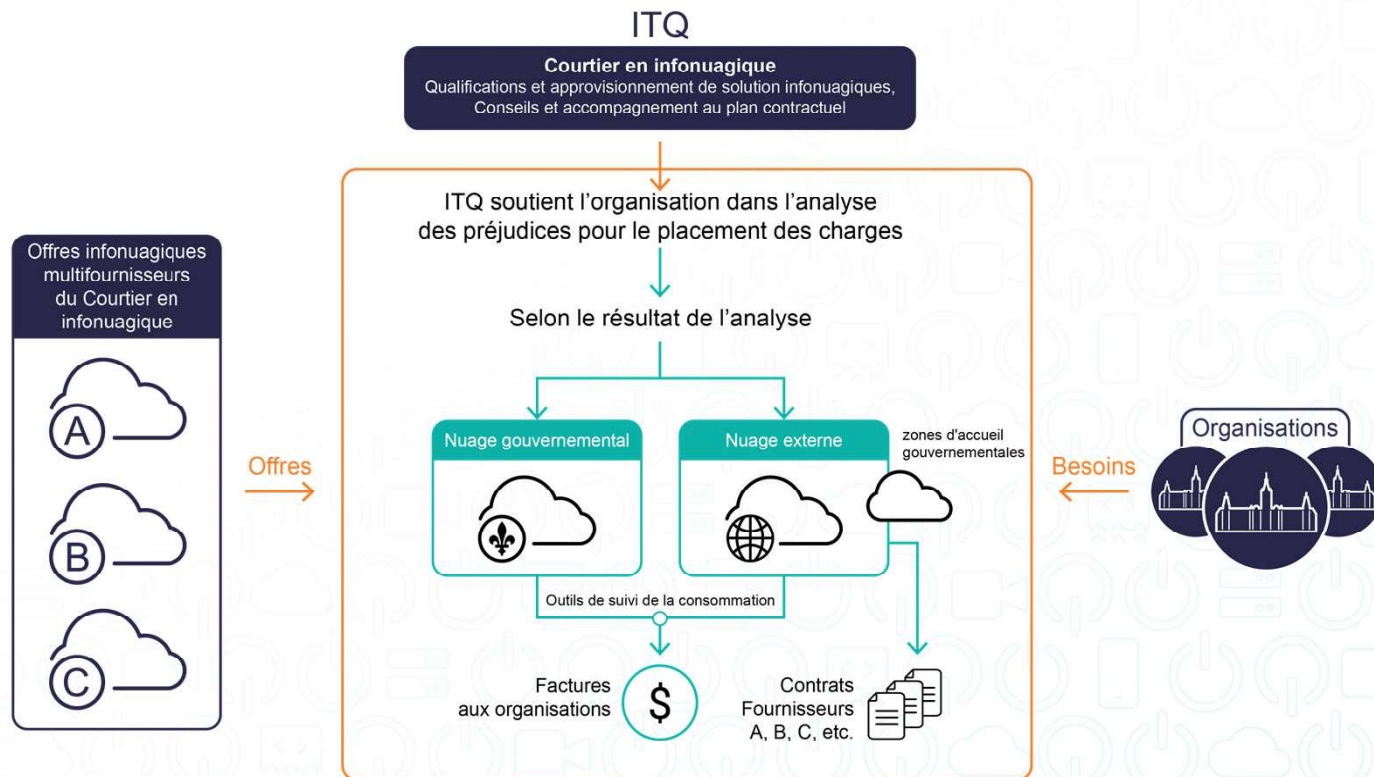 ITQ
Courtier en infonuagique
Qualifications et approvisionnement de solution infonuagiques,
Conseils et accompagnement au plan contractuel
ITQ soutient l'organisation dans l'analyse
des préjudices pour le placement des charges
Selon le résultat de l'analyse
Offres infonuagiques
multifournisseurs
du Courtier en
infonuagique
A
B
C
Offres
Nuage gouvernemental
Nuage externe
zones d'accueil
gouvernementales
Besoins
Organisations
Outils de suivi de la consommation
Factures
aux organisations
$
Contrats
Fournisseurs
A, B, C, etc.